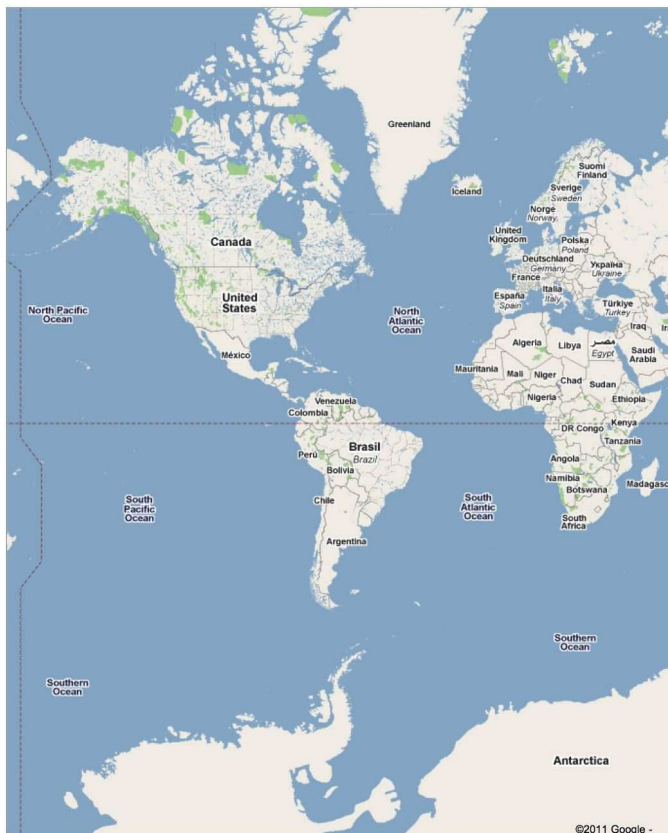 Greenland
Suomi
Finland
Iceland
Sverige
Sweden
Norge
Norway,
United
Kingdom
Polska
Poland
Canada
Deutschland
Germany
Україна
Ukraine
France
Italia
Italy
España
Spain
United
States
Türkiye
Turkey
North Pacific
Ocean
North
Atlantic
Ocean
Iraq
Ir
Algeria
Libya
مصر
Egypt
Saudi
Arabia
México
Mauritania
Mali
Niger
Chad
Sudan
Nigeria
Ethiopia
Venezuela
Colombia
DR Congo
Kenya
Tanzania
Brasil
Brazil
Perú
Bolivia
Angola
Namibia
Botswana
Madagasc
Chile
South
Pacific
Ocean
South
Atlantic
Ocean
South
Africa
Argentina
Southern
Ocean
Southern
Ocean
Antarctica
©2011 Google -